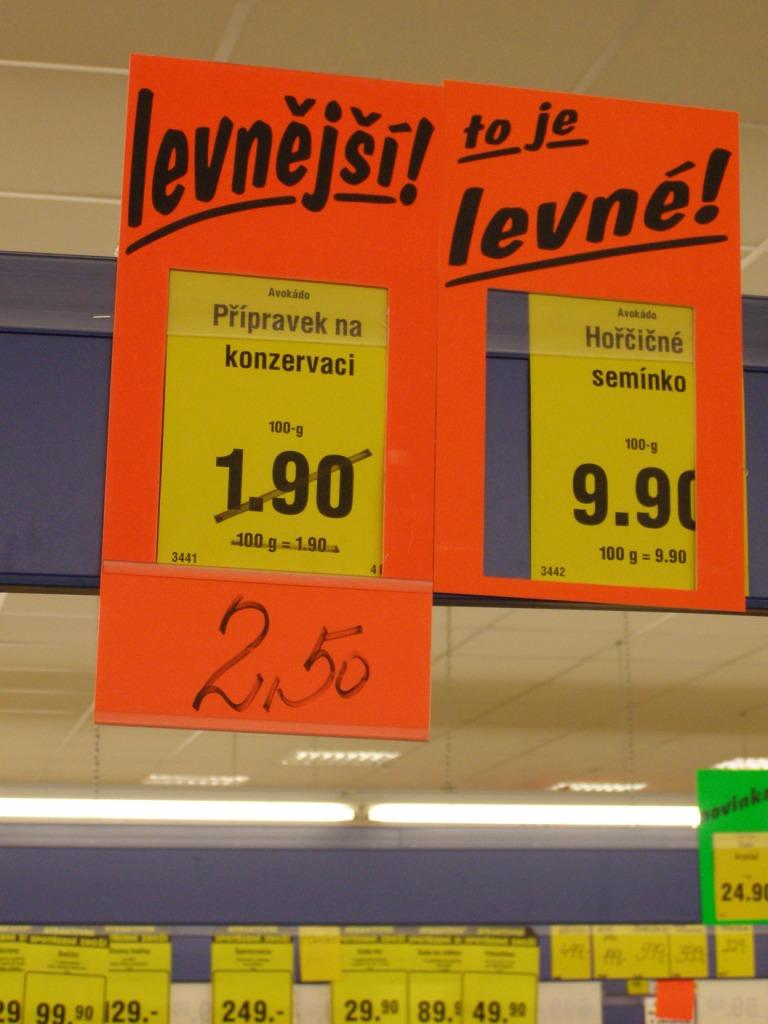 levnější!
Avokádo
Přípravek na
konzervaci
100-g
1.90
100 g = 1.90
3441
2,50
to je
levné!
Avokádo
Hořčičné
semínko
100-g
9.90
100 g = 9.90
3442
novinka
24.90
29
99.90
129.-
249.-
29.90
89.
49.90